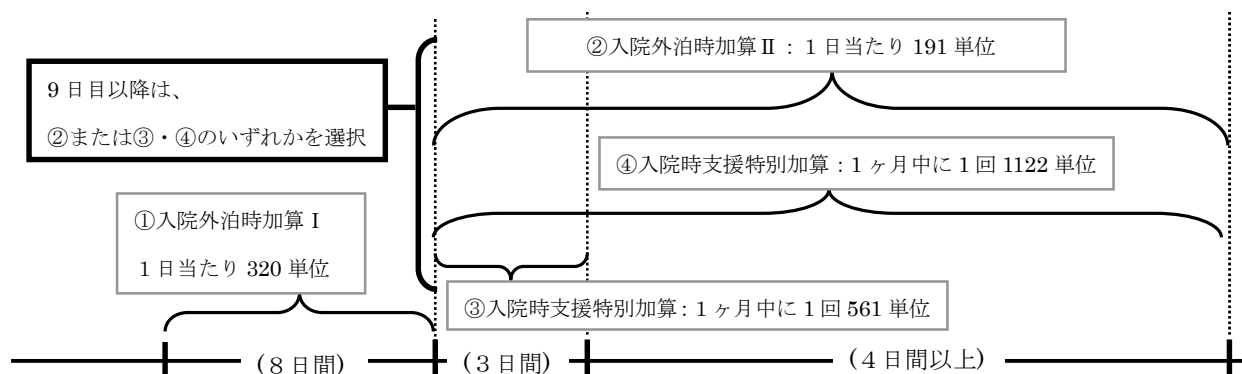 ②入院外泊時加算Ⅱ：1日当たり 191 単位
9 日目以降は、
②または③・④のいずれかを選択
④入院時支援特別加算：1ヶ月中に1回 1122 単位
①入院外泊時加算Ⅰ
1日当たり 320 単位
③入院時支援特別加算：1ヶ月中に1回 561 単位
（8日間）
（3日間）
（4日間以上）